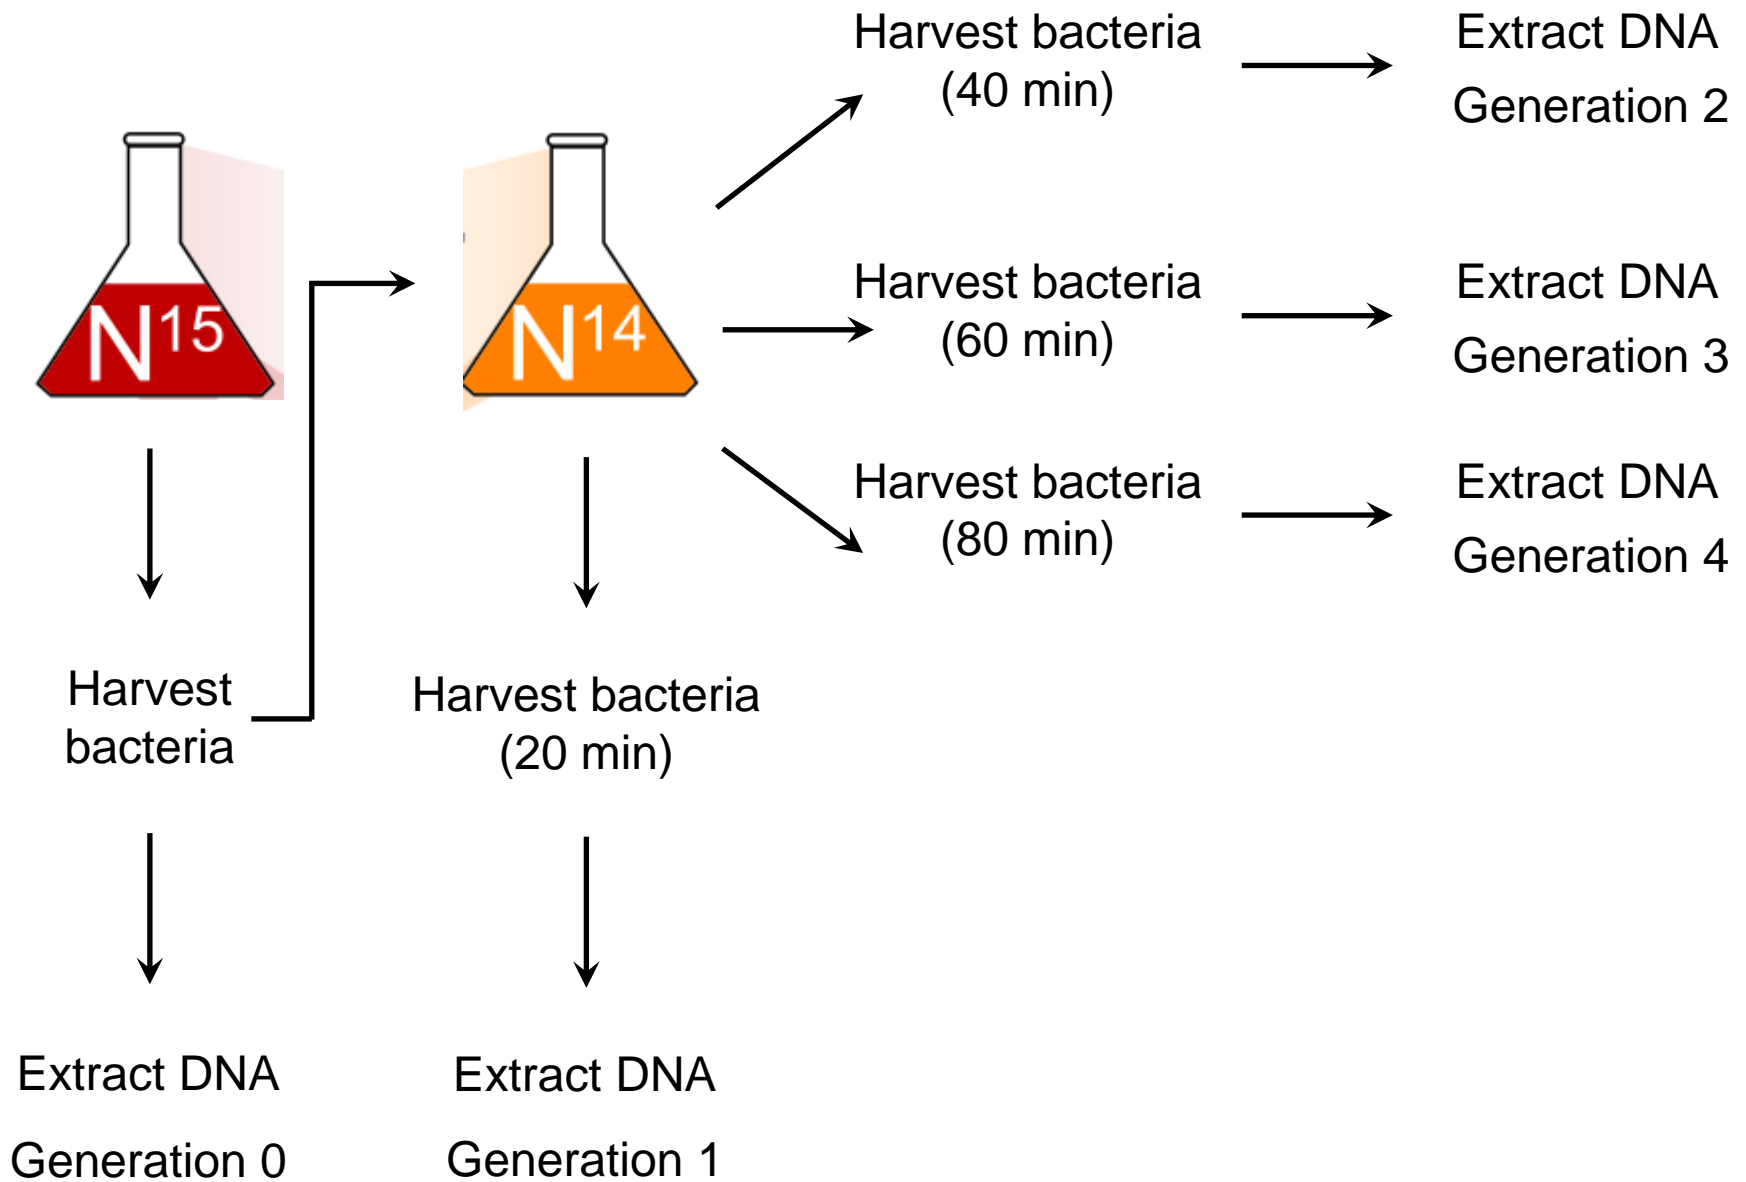 Harvest bacteria
(40 min)
Extract DNA
Generation 2
N15
N14
Harvest bacteria
(60 min)
Extract DNA
Generation 3
Harvest bacteria
(80 min)
Extract DNA
Generation 4
Harvest
bacteria
Harvest bacteria
(20 min)
Extract DNA
Generation 0
Extract DNA
Generation 1